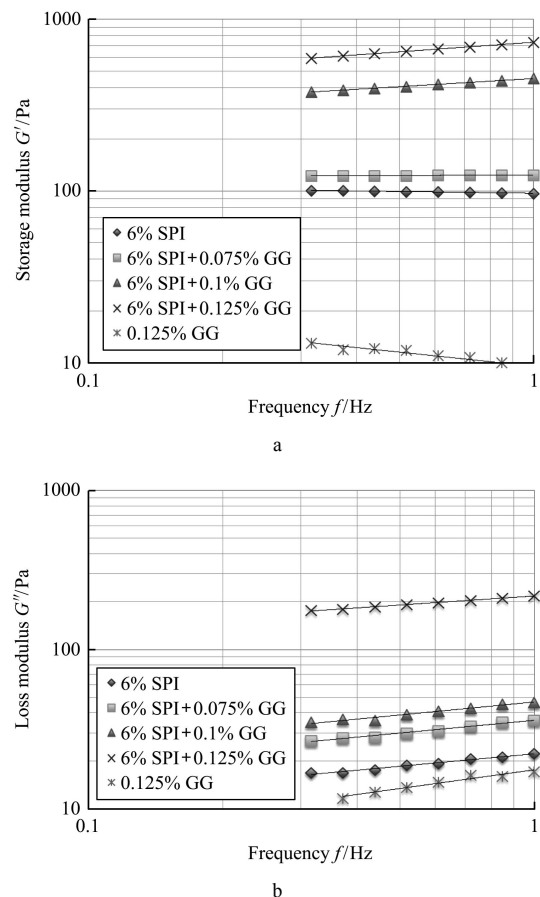 1000
100
10
0.1
1
Storage modulus G′/Pa
6% SPI
6% SPI+0.075% GG
6% SPI+0.1% GG
6% SPI+0.125% GG
0.125% GG
Frequency f/Hz
a
1000
100
10
0.1
1
Loss modulus G″/Pa
6% SPI
6% SPI+0.075% GG
6% SPI+0.1% GG
6% SPI+0.125% GG
0.125% GG
Frequency f/Hz
b